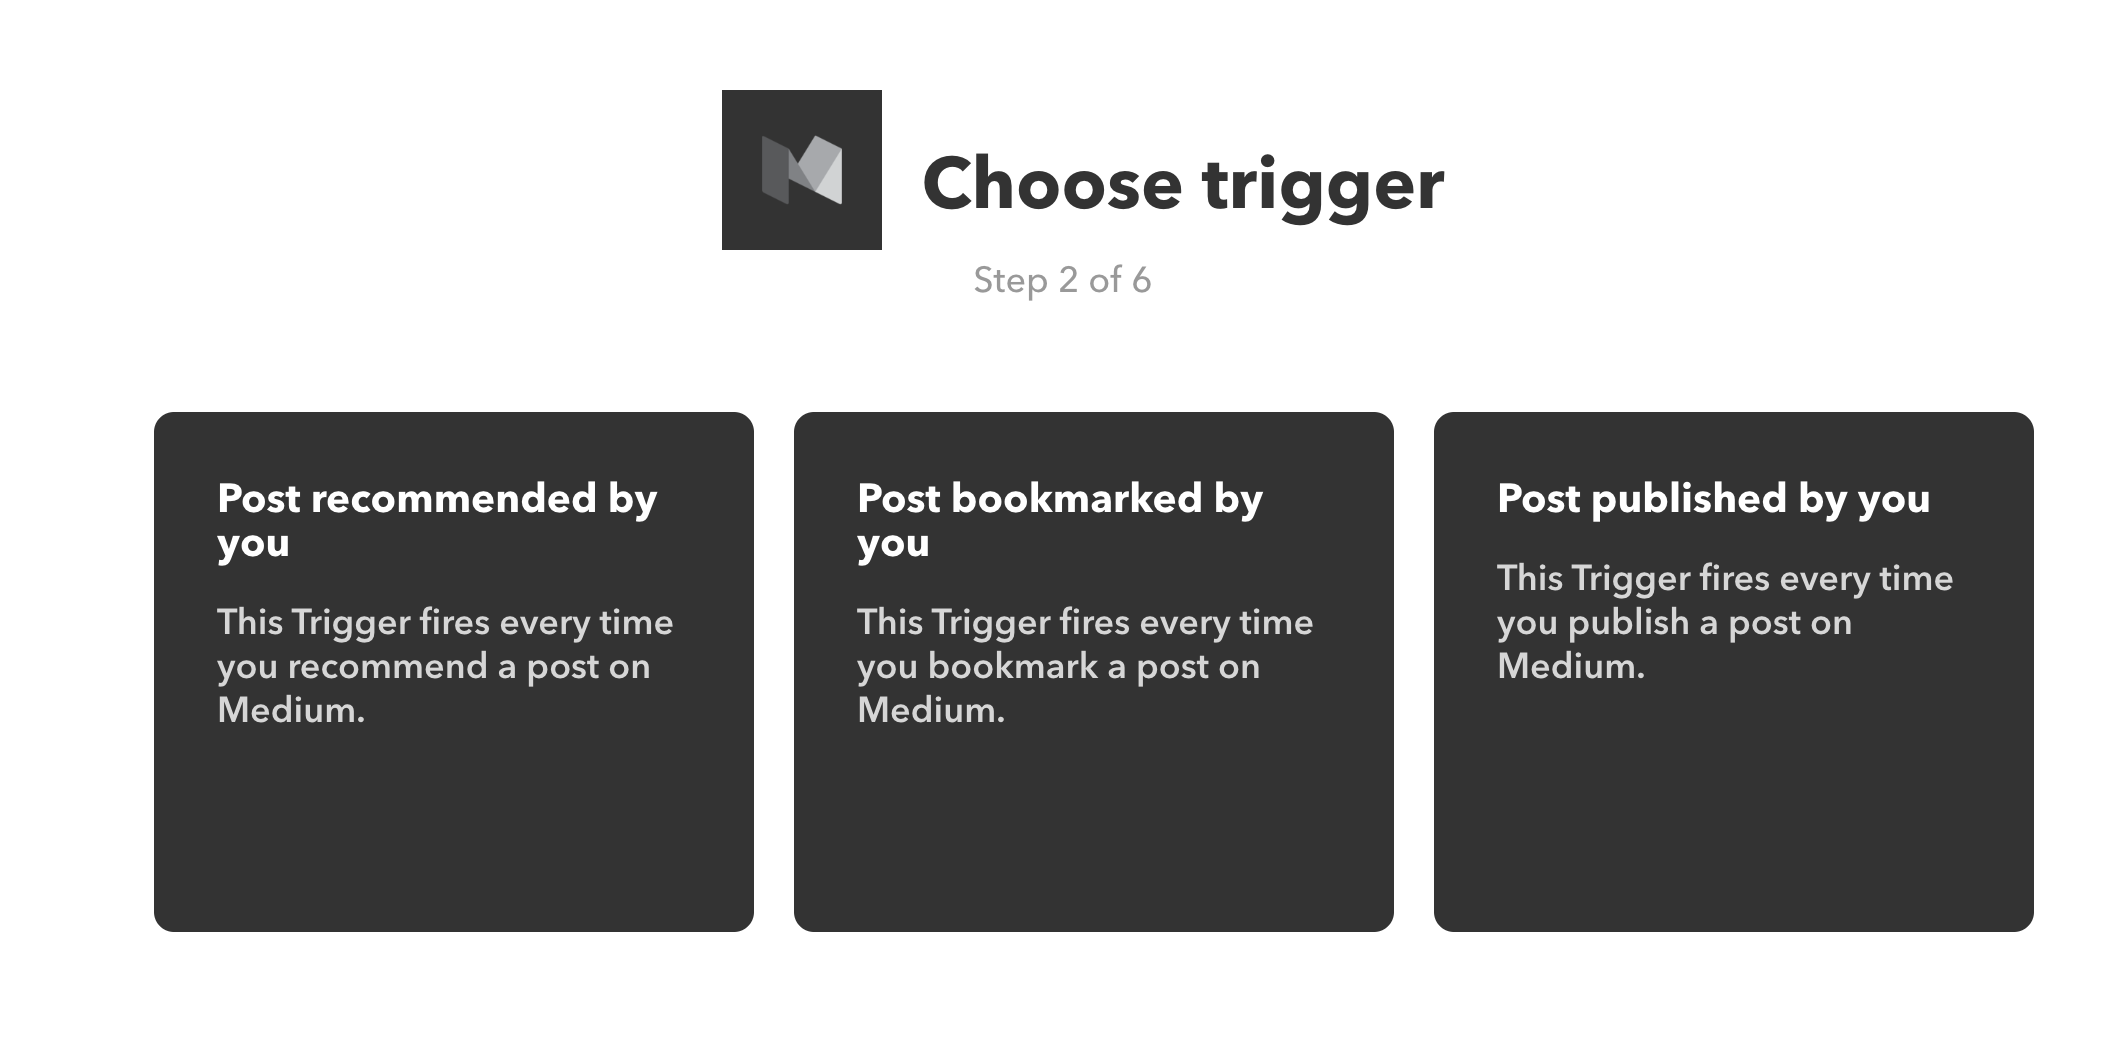 Choose trigger
Step 2 of 6
Post recommended by
you
This Trigger fires every time
you recommend a post on
Medium.
Post bookmarked by
you
This Trigger fires every time
you bookmark a post on
Medium.
Post published by you
This Trigger fires every time
you publish a post on
Medium.